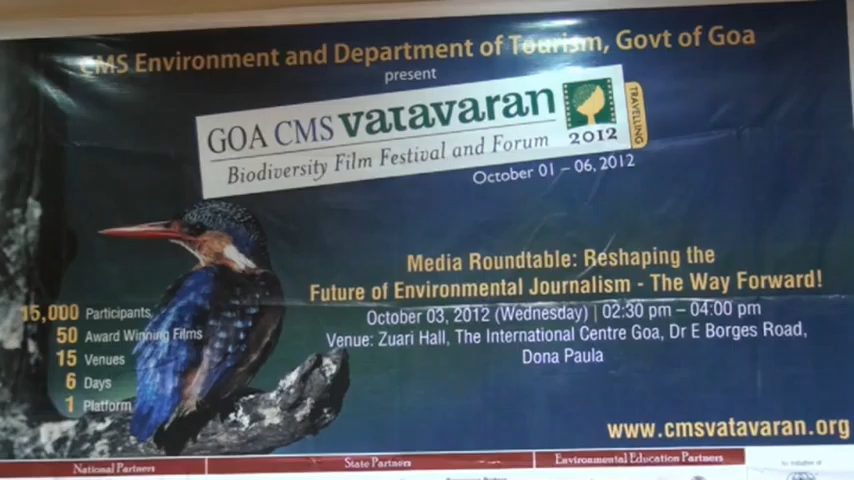 CMS Environment and Department of Tourism, Govt of Goa
present
GOA CMS vatavaran
TRAVELLING
2012
Biodiversity Film Festival and Forum
October 01 – 06, 2012
Media Roundtable: Reshaping the
Future of Environmental Journalism - The Way Forward!
October 03, 2012 (Wednesday) | 02:30 pm – 04:00 pm
Venue: Zuari Hall, The International Centre Goa, Dr E Borges Road,
Dona Paula
15,000 Participants
50 Award Winning Films
15 Venues
6 Days
1 Platform
www.cmsvatavaran.org
National Partners
State Partners
Environmental Education Partners